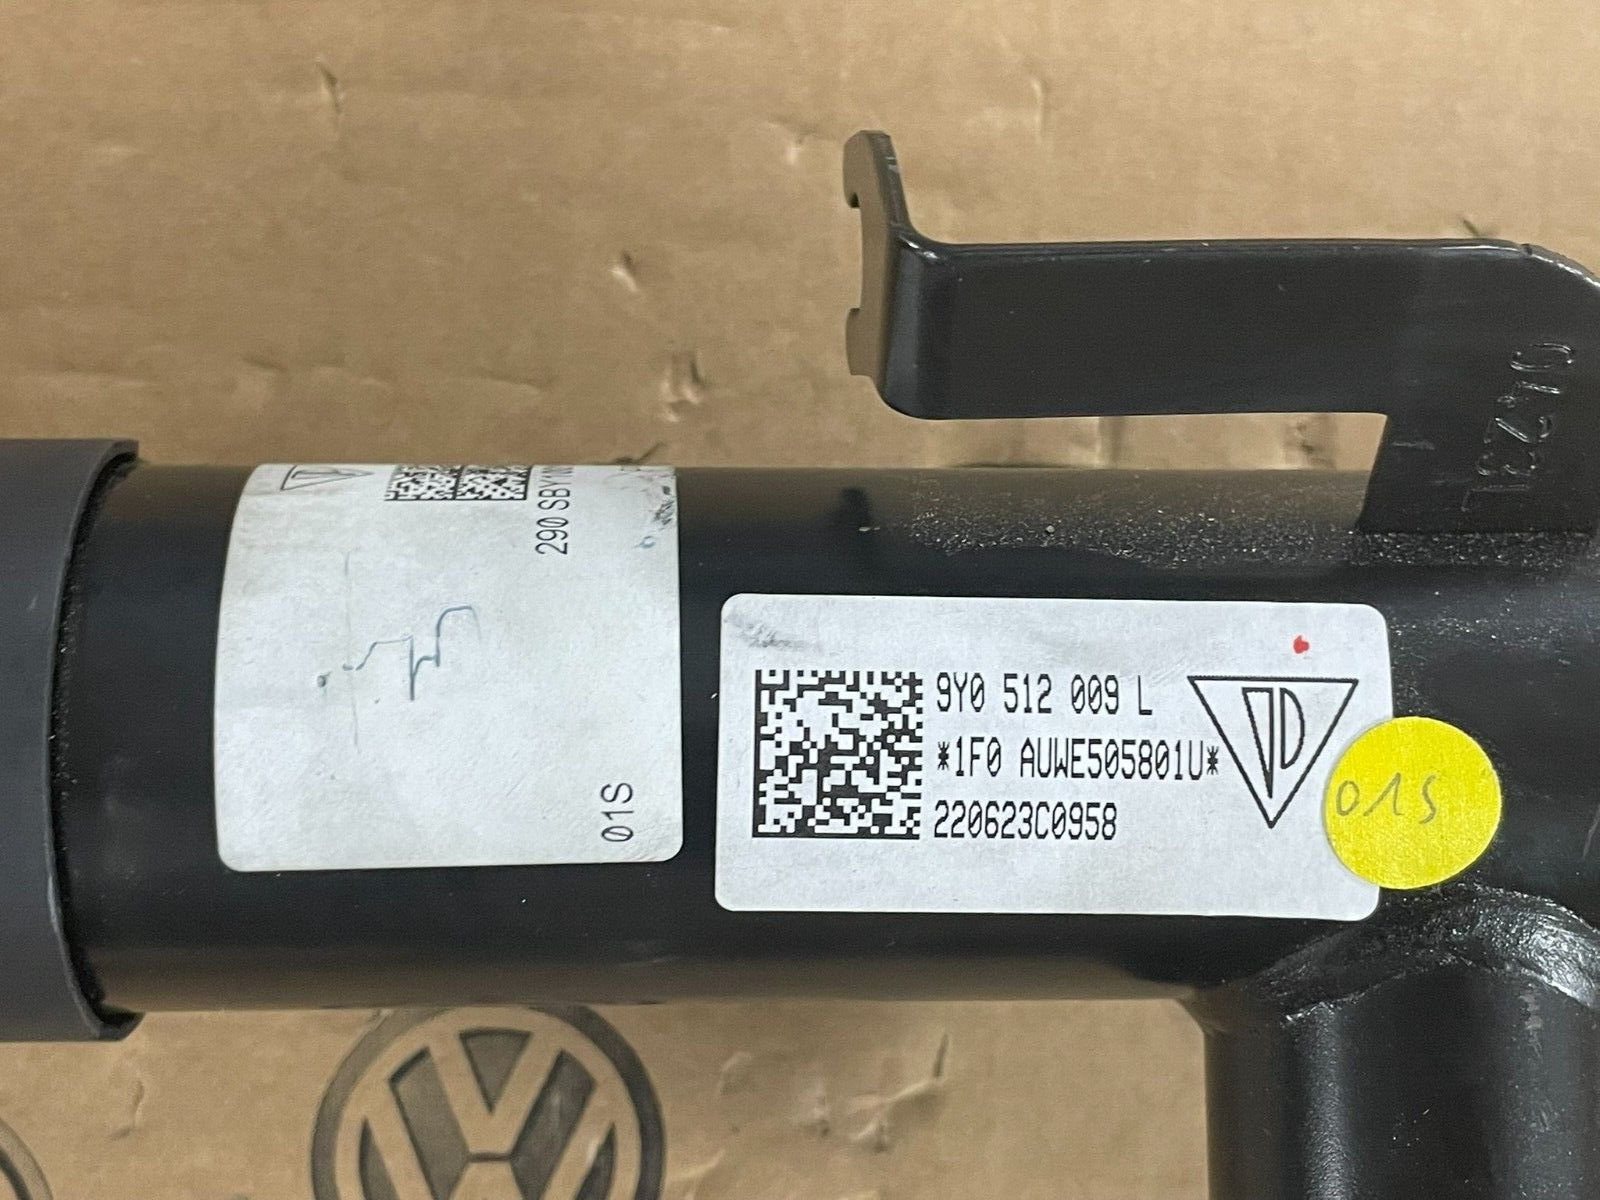 290 SBY
01S
9Y0 512 009 L
*1F0 AUWE505801U*
220623C0958
01S